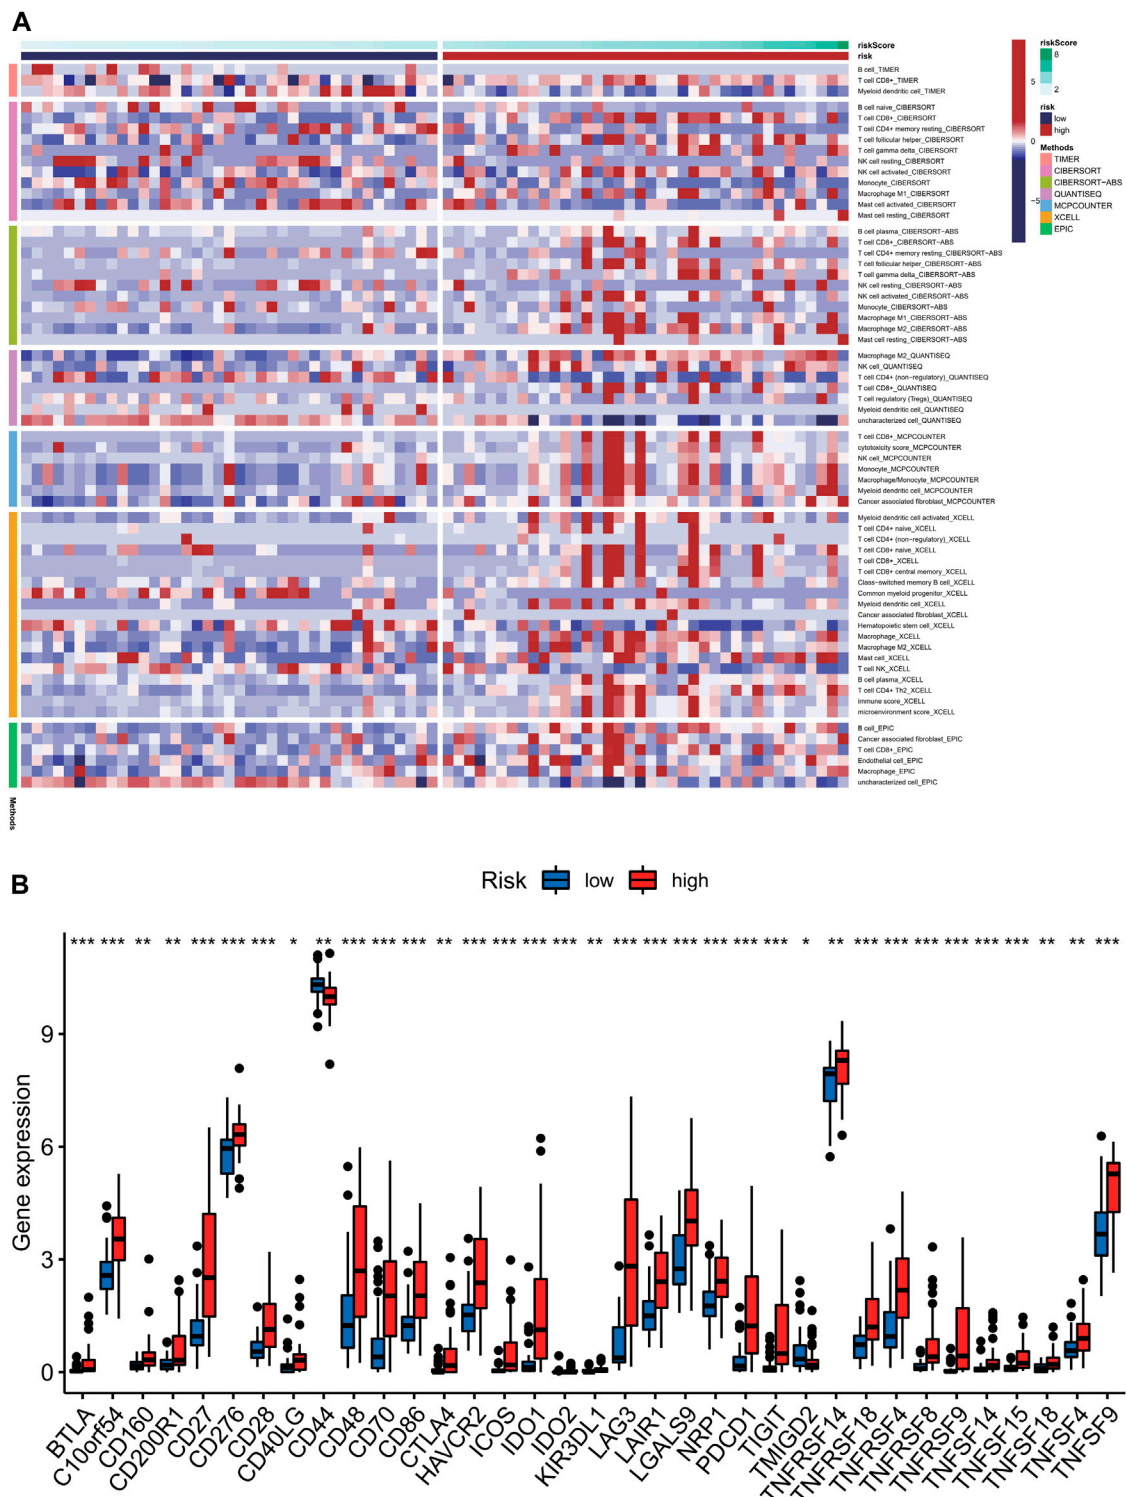 A
riskScore
risk
B cell_TIMER
T cell CD8+_TIMER
Myeloid dendritic cell_TIMER
B cell naive_CIBERSORT
T cell CD8+_CIBERSORT
T cell CD4+ memory resting_CIBERSORT
T cell follicular helper_CIBERSORT
T cell gamma delta_CIBERSORT
NK cell resting_CIBERSORT
NK cell activated_CIBERSORT
Monocyte_CIBERSORT
Macrophage M1_CIBERSORT
Mast cell activated_CIBERSORT
Mast cell resting_CIBERSORT
B cell plasma_CIBERSORT-ABS
T cell CD8+_CIBERSORT-ABS
T cell CD4+ memory resting_CIBERSORT-ABS
T cell follicular helper_CIBERSORT-ABS
T cell gamma delta_CIBERSORT-ABS
NK cell resting_CIBERSORT-ABS
NK cell activated_CIBERSORT-ABS
Monocyte_CIBERSORT-ABS
Macrophage M1_CIBERSORT-ABS
Macrophage M2_CIBERSORT-ABS
Mast cell resting_CIBERSORT-ABS
Macrophage M2_QUANTISEQ
NK cell_QUANTISEQ
T cell CD4+ (non-regulatory)_QUANTISEQ
T cell CD8+_QUANTISEQ
T cell regulatory (Tregs)_QUANTISEQ
Myeloid dendritic cell_QUANTISEQ
uncharacterized cell_QUANTISEQ
T cell CD8+_MCPCOUNTER
cytotoxicity score_MCPCOUNTER
NK cell_MCPCOUNTER
Monocyte_MCPCOUNTER
Macrophage/Monocyte_MCPCOUNTER
Myeloid dendritic cell_MCPCOUNTER
Cancer associated fibroblast_MCPCOUNTER
Myeloid dendritic cell activated_XCELL
T cell CD4+ naive_XCELL
T cell CD4+ (non-regulatory)_XCELL
T cell CD8+ naive_XCELL
T cell CD8+_XCELL
T cell CD8+ central memory_XCELL
Class-switched memory B cell_XCELL
Common myeloid progenitor_XCELL
Myeloid dendritic cell_XCELL
Cancer associated fibroblast_XCELL
Hematopoietic stem cell_XCELL
Macrophage_XCELL
Macrophage M2_XCELL
Mast cell_XCELL
T cell NK_XCELL
B cell plasma_XCELL
T cell CD4+ Th2_XCELL
immune score_XCELL
microenvironment score_XCELL
B cell_EPIC
Cancer associated fibroblast_EPIC
T cell CD8+_EPIC
Endothelial cell_EPIC
Macrophage_EPIC
uncharacterized cell_EPIC
Methods
5
0
-5
riskScore
8
2
risk
low
high
Methods
TIMER
CIBERSORT
CIBERSORT-ABS
QUANTISEQ
MCPCOUNTER
XCELL
EPIC
B
Risk low high
*** *** ** ** *** *** *** * ** *** *** *** ** *** *** *** *** ** *** *** *** *** *** *** * ** *** *** *** *** *** *** ** ** ***
Gene expression
9
6
3
0
BTLA
C10orf54
CD160
CD200R1
CD27
CD276
CD28
CD40LG
CD44
CD48
CD70
CD86
CTLA4
HAVCR2
ICOS
IDO1
IDO2
KIR3DL1
LAG3
LAIR1
LGALS9
NRP1
PDCD1
TIGIT
TMIGD2
TNFRSF14
TNFRSF18
TNFRSF4
TNFRSF8
TNFRSF9
TNFSF14
TNFSF15
TNFSF18
TNFSF4
TNFSF9